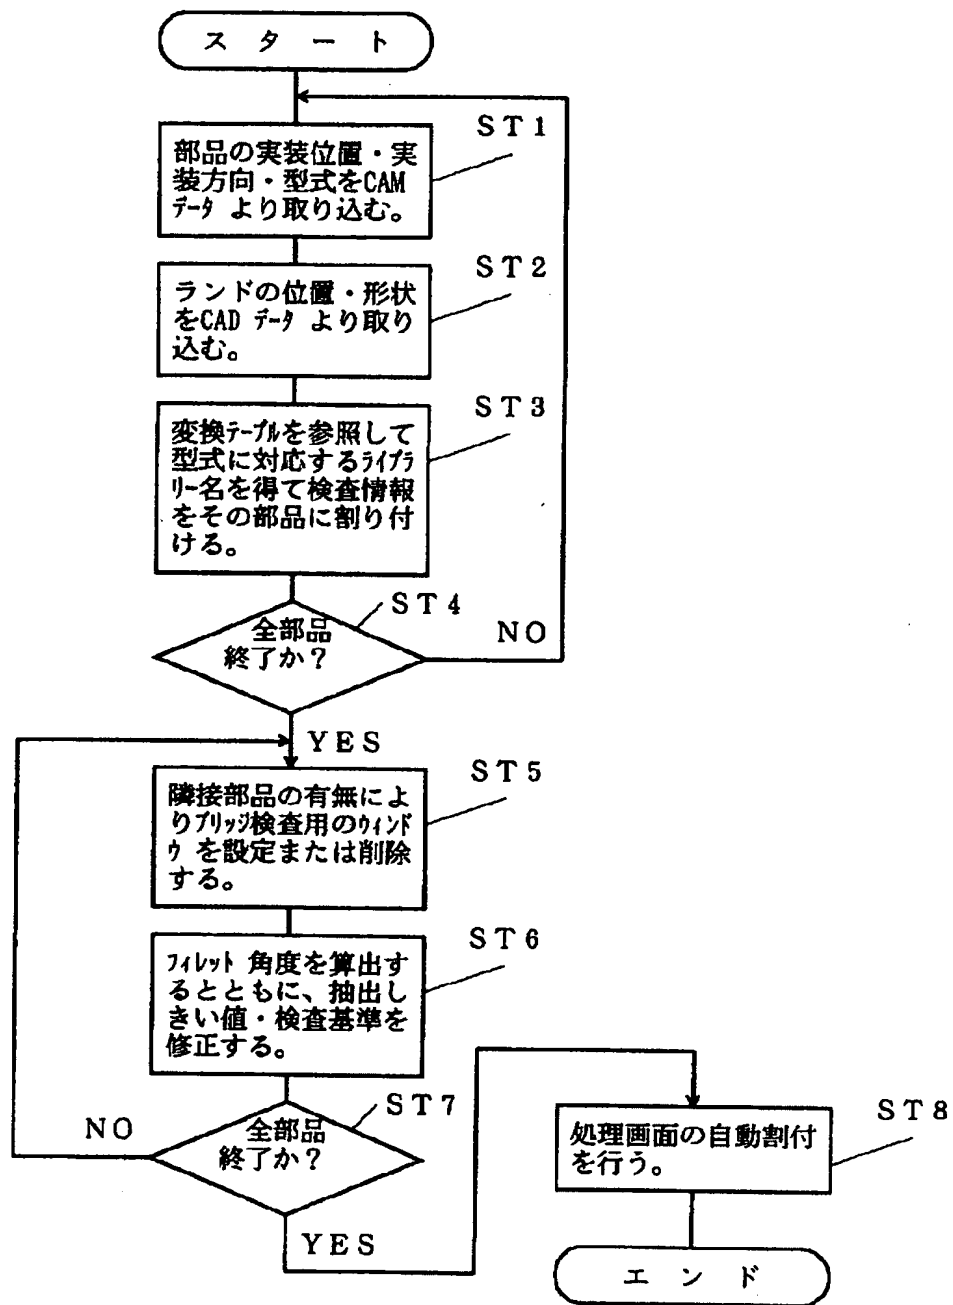 スタート
ST1
部品の実装位置・実
装方向・型式をCAM
ﾃﾞｰﾀ より取り込む。
ST2
ランドの位置・形状
をCAD ﾃﾞｰﾀ より取り
込む。
ST3
変換ﾃｰﾌﾞﾙを参照して
型式に対応するﾗｲﾌﾞﾗ
ﾘｰ名を得て検査情報
をその部品に割り付
ける。
ST4
全部品
終了か?
NO
YES
ST5
隣接部品の有無によ
りﾌﾞﾘｯｼﾞ検査用のｳｨﾝﾄﾞ
ｳ を設定または削除
する。
ST6
ﾌｨﾚｯﾄ 角度を算出す
るとともに、抽出し
きい値・検査基準を
修正する。
ST7
全部品
終了か?
NO
YES
ST8
処理画面の自動割付
を行う。
エンド